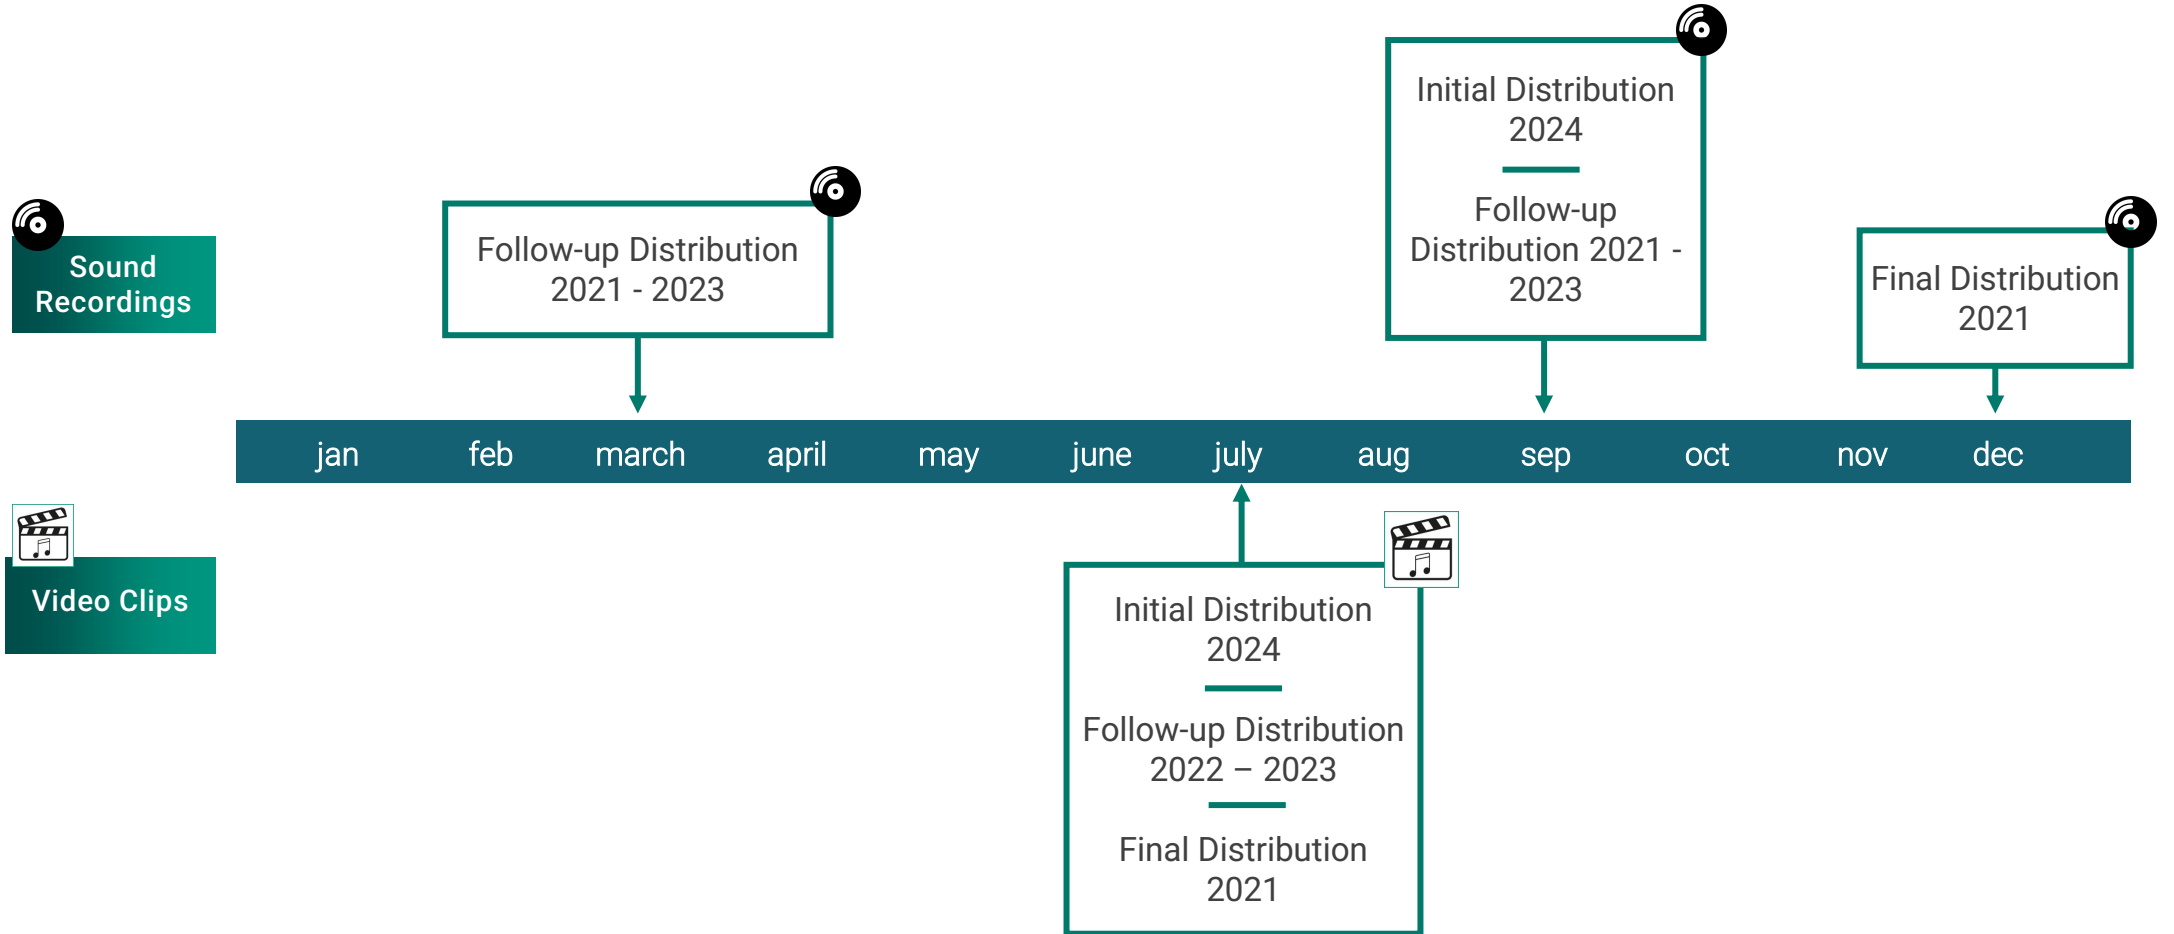 Initial Distribution
2024
Follow-up
Distribution 2021 -
2023
Follow-up Distribution
2021 - 2023
Final Distribution
2021
Sound
Recordings
jan feb march april may june july aug sep oct nov dec
Video Clips
Initial Distribution
2024
Follow-up Distribution
2022 – 2023
Final Distribution
2021